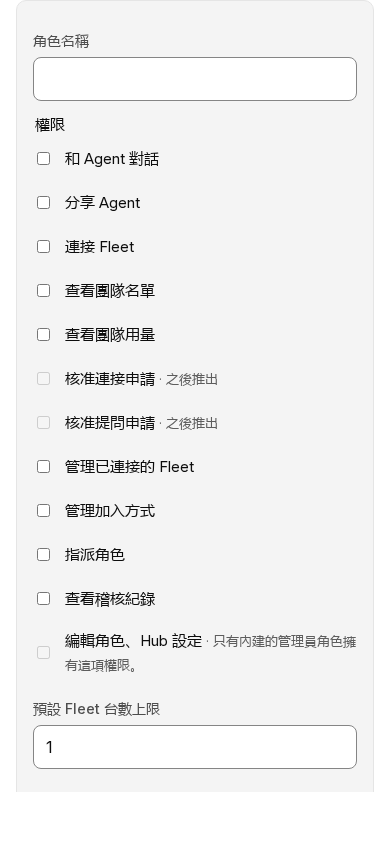 角色名稱
權限
和 Agent 對話
分享 Agent
連接 Fleet
查看團隊名單
查看團隊用量
核准連接申請 · 之後推出
核准提問申請 · 之後推出
管理已連接的 Fleet
管理加入方式
指派角色
查看稽核紀錄
編輯角色、Hub 設定 · 只有內建的管理員角色擁
有這項權限。
預設 Fleet 台數上限
1